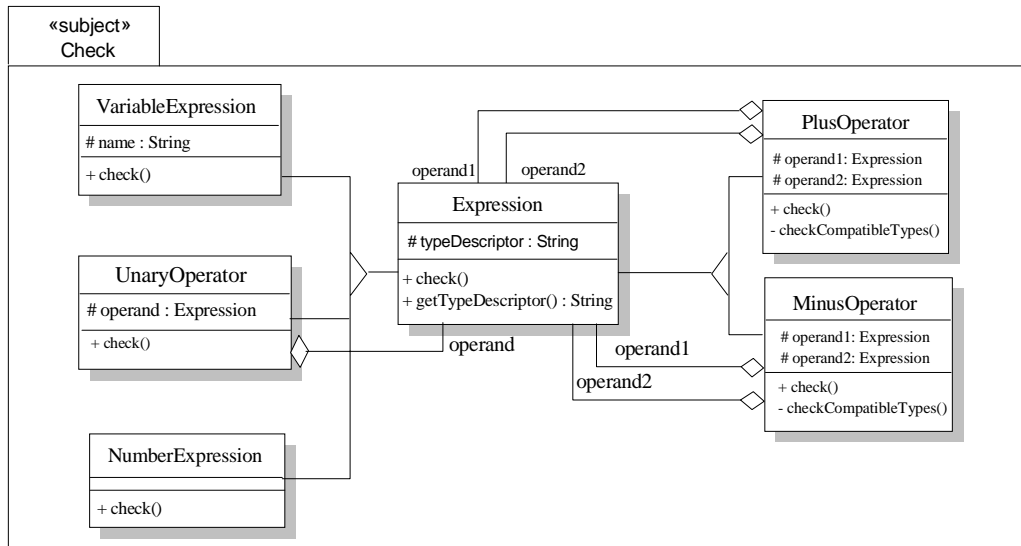 «subject»
Check
VariableExpression
# name : String
+ check()
UnaryOperator
# operand : Expression
+ check()
NumberExpression
+ check()
operand1
operand2
Expression
# typeDescriptor : String
+ check()
+ getTypeDescriptor() : String
operand
operand1
operand2
PlusOperator
# operand1: Expression
# operand2: Expression
+ check()
- checkCompatibleTypes()
MinusOperator
# operand1: Expression
# operand2: Expression
+ check()
- checkCompatibleTypes()